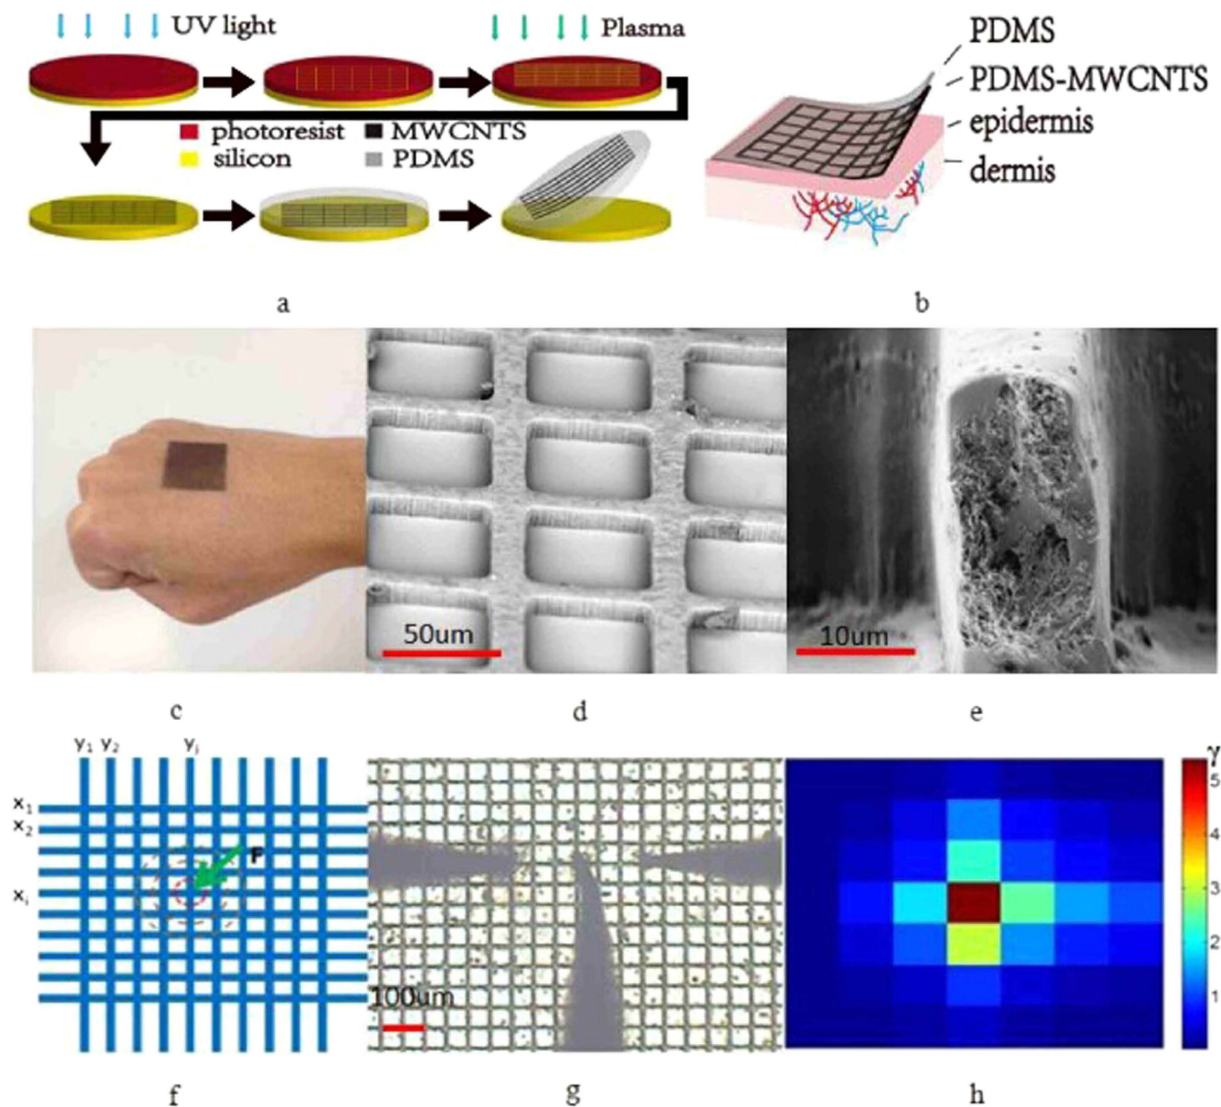 UV light
Plasma
photoresist
MWCNTS
silicon
PDMS
PDMS
PDMS-MWCNTS
epidermis
dermis
a
b
50um
10um
c
d
e
y1 y2 yj
x1
x2
xi
F
100um
γ
5
4
3
2
1
f
g
h